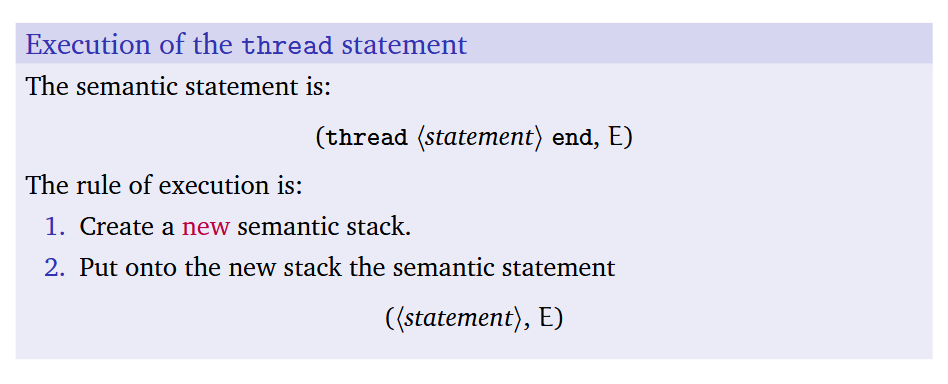 Execution of the thread statement
The semantic statement is:
(thread ⟨statement⟩ end, E)
The rule of execution is:
1. Create a new semantic stack.
2. Put onto the new stack the semantic statement
(⟨statement⟩, E)